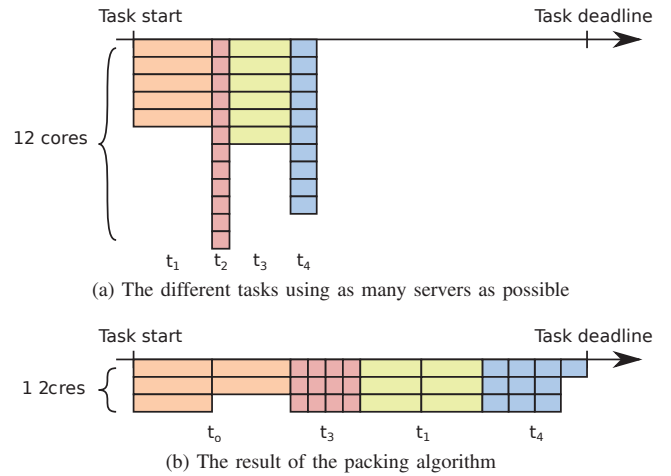 Task start Task deadline
12 cores
t₁ t₂ t₃ t₄
(a) The different tasks using as many servers as possible
Task start Task deadline
1 2cres
tₒ t₃ t₁ t₄
(b) The result of the packing algorithm